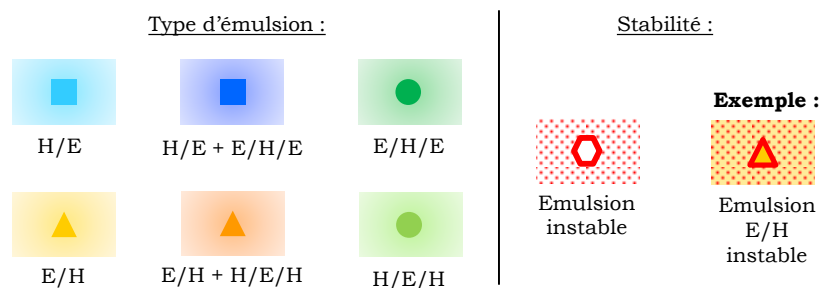 Type d'émulsion :
H/E
H/E + E/H/E
E/H/E
E/H
E/H + H/E/H
H/E/H
Stabilité :
Emulsion
instable
Exemple :
Emulsion
E/H
instable